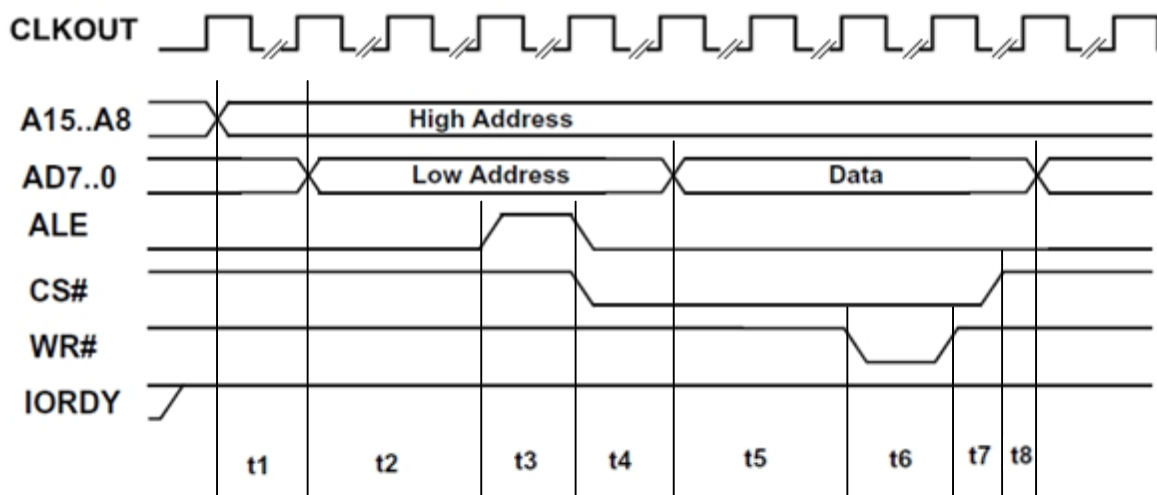 CLKOUT
A15..A8
High Address
AD7..0
Low Address
Data
ALE
CS#
WR#
IORDY
t1
t2
t3
t4
t5
t6
t7
t8